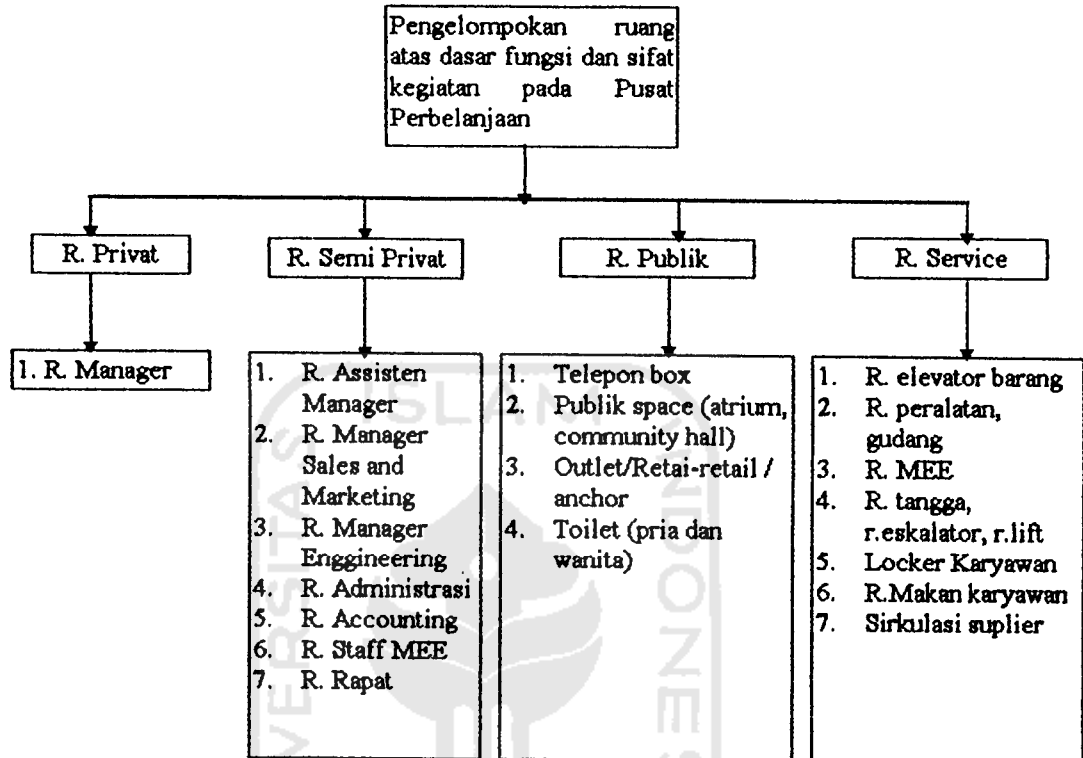 Pengelompokan ruang
atas dasar fungsi dan sifat
kegiatan pada Pusat
Perbelanjaan
R. Privat
R. Semi Privat
R. Publik
R. Service
1. R. Manager
1. R. Assisten
Manager
2. R. Manager
Sales and
Marketing
3. R. Manager
Enggineering
4. R. Administrasi
5. R. Accounting
6. R. Staff MEE
7. R. Rapat
1. Telepon box
2. Publik space (atrium,
community hall)
3. Outlet/Retai-retail /
anchor
4. Toilet (pria dan
wanita)
1. R. elevator barang
2. R. peralatan,
gudang
3. R. MEE
4. R. tangga,
r.eskalator, r.lift
5. Locker Karyawan
6. R.Makan karyawan
7. Sirkulasi suplier
ISLAM